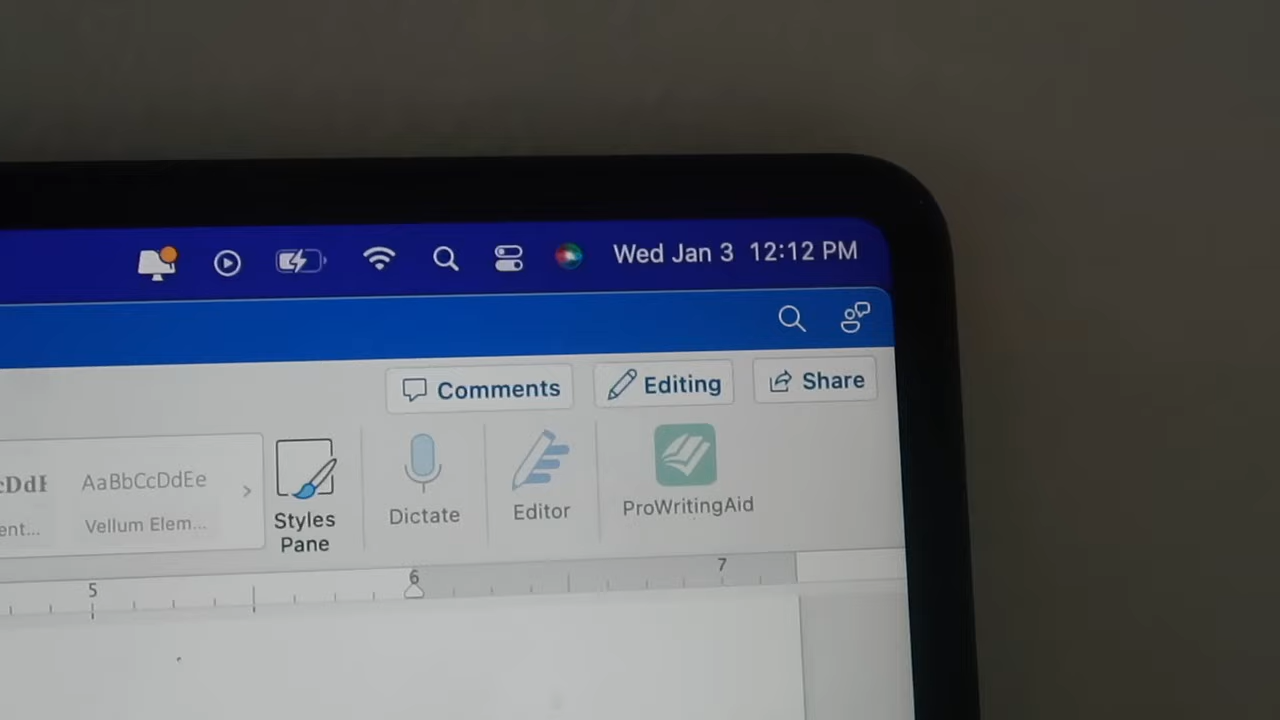 Wed Jan 3 12:12 PM
Comments Editing Share
AaBbCcDdEe
Vellum Elem...
Styles
Pane
Dictate
Editor
ProWritingAid
5 6 7